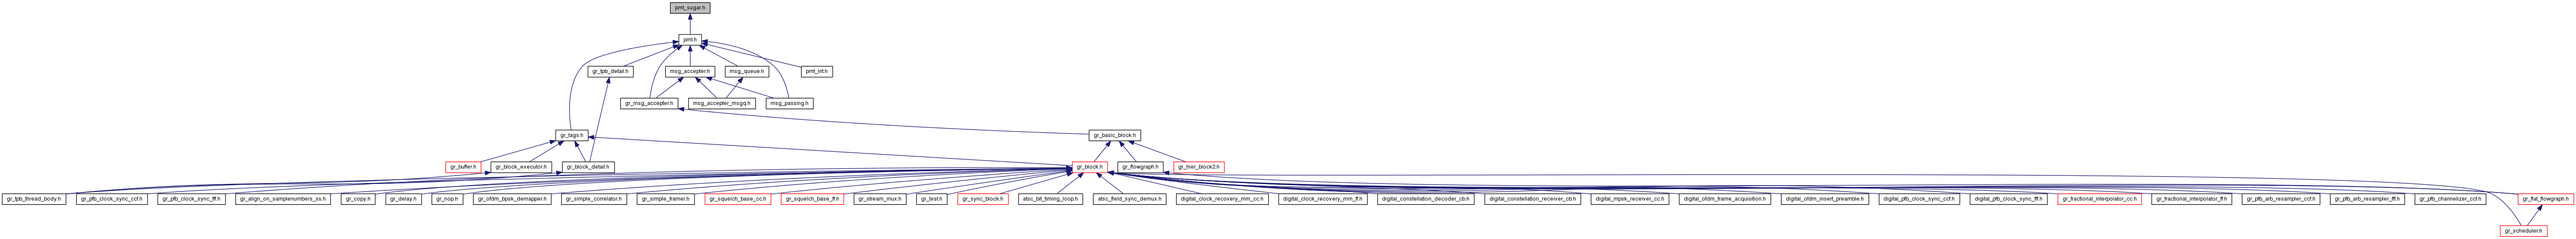 pmt_sugar.h
pmt.h
gr_tpb_detail.h
msg_accepter.h
msg_queue.h
pmt_int.h
gr_msg_accepter.h
msg_accepter_msgq.h
msg_passing.h
gr_tags.h
gr_basic_block.h
gr_buffer.h
gr_block_executor.h
gr_block_detail.h
gr_block.h
gr_flowgraph.h
gr_hier_block2.h
gr_tpb_thread_body.h
gr_pfb_clock_sync_ccf.h
gr_pfb_clock_sync_fff.h
gr_align_on_samplenumbers_ss.h
gr_copy.h
gr_delay.h
gr_nop.h
gr_ofdm_bpsk_demapper.h
gr_simple_correlator.h
gr_simple_framer.h
gr_squelch_base_cc.h
gr_squelch_base_ff.h
gr_stream_mux.h
gr_test.h
gr_sync_block.h
atsc_bit_timing_loop.h
atsc_field_sync_demux.h
digital_clock_recovery_mm_cc.h
digital_clock_recovery_mm_ff.h
digital_constellation_decoder_cb.h
digital_constellation_receiver_cb.h
digital_mpsk_receiver_cc.h
digital_ofdm_frame_acquisition.h
digital_ofdm_insert_preamble.h
digital_pfb_clock_sync_ccf.h
digital_pfb_clock_sync_fff.h
gr_fractional_interpolator_cc.h
gr_fractional_interpolator_ff.h
gr_pfb_arb_resampler_ccf.h
gr_pfb_arb_resampler_fff.h
gr_pfb_channelizer_ccf.h
gr_flat_flowgraph.h
gr_scheduler.h